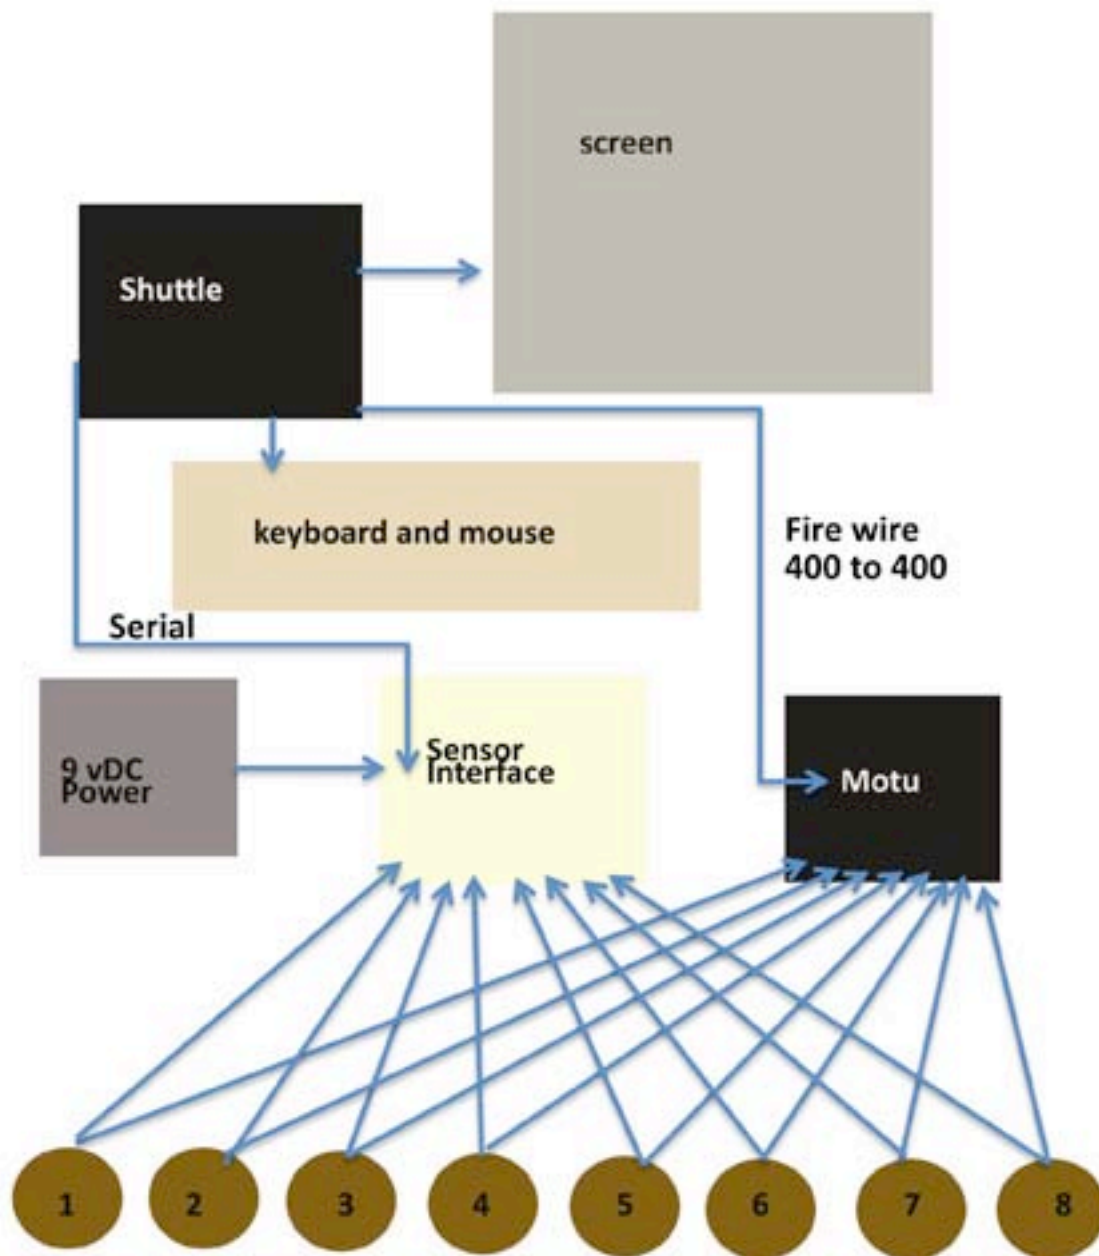 screen
Shuttle
keyboard and mouse
Fire wire
400 to 400
Serial
9 vDC
Power
Sensor
Interface
Motu
1 2 3 4 5 6 7 8